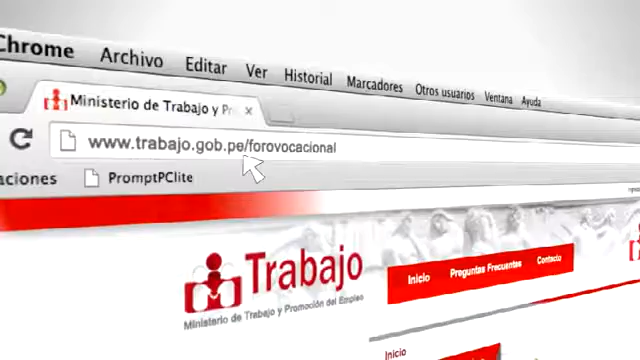 Chrome Archivo Editar Ver Historial Marcadores Otros usuarios Ventana Ayuda
Ministerio de Trabajo y Pr
www.trabajo.gob.pe/forovocacional
aciones PromptPClite
Trabajo
Ministerio de Trabajo y Promoción del Empleo
Inicio Preguntas Frecuentes Contacto
Inicio